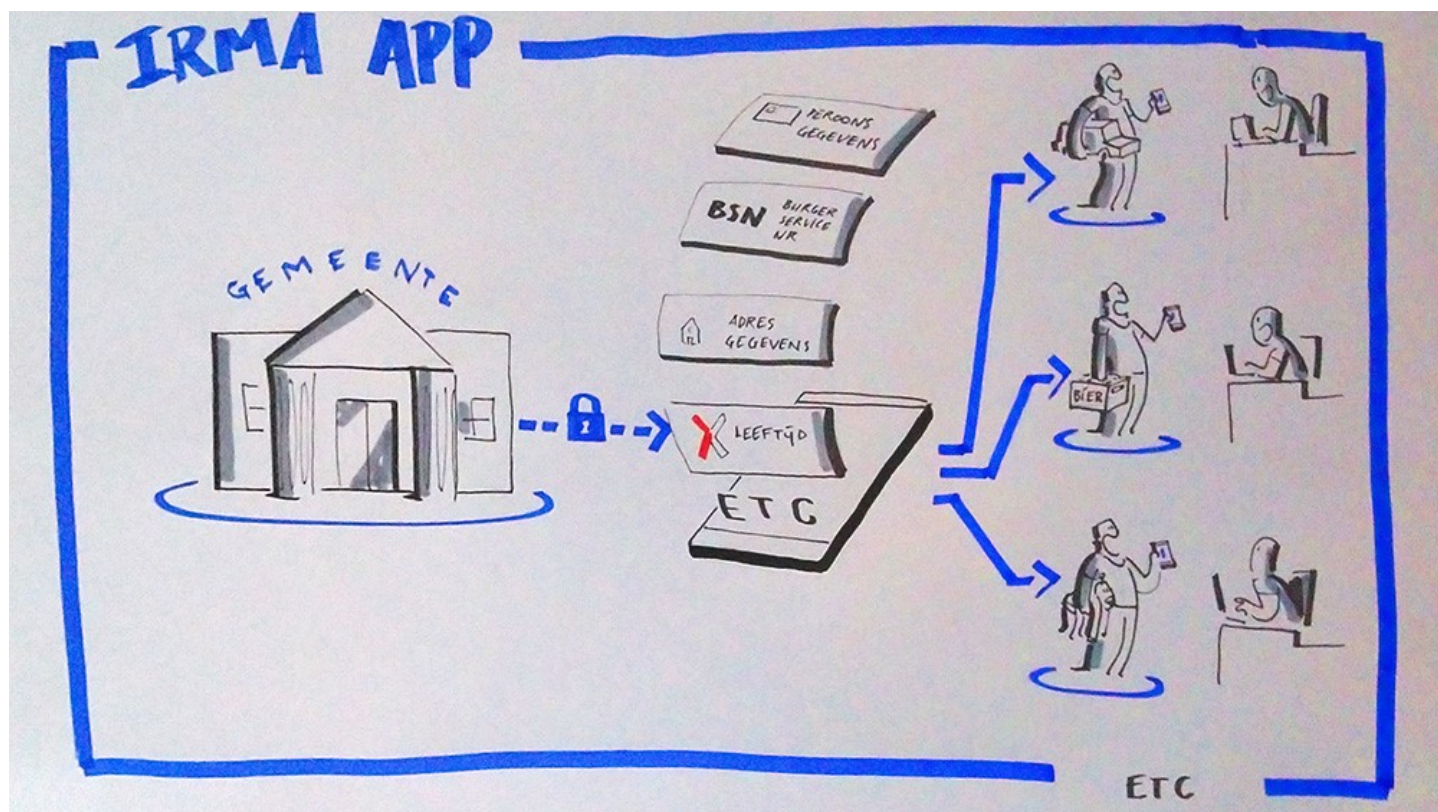 IRMA APP
GEMEENTE
PERSOONS
GEGEVENS
BSN
BURGER
SERVICE
NR
ADRES
GEGEVENS
LEEFTIJD
ETC
BIER
ETC